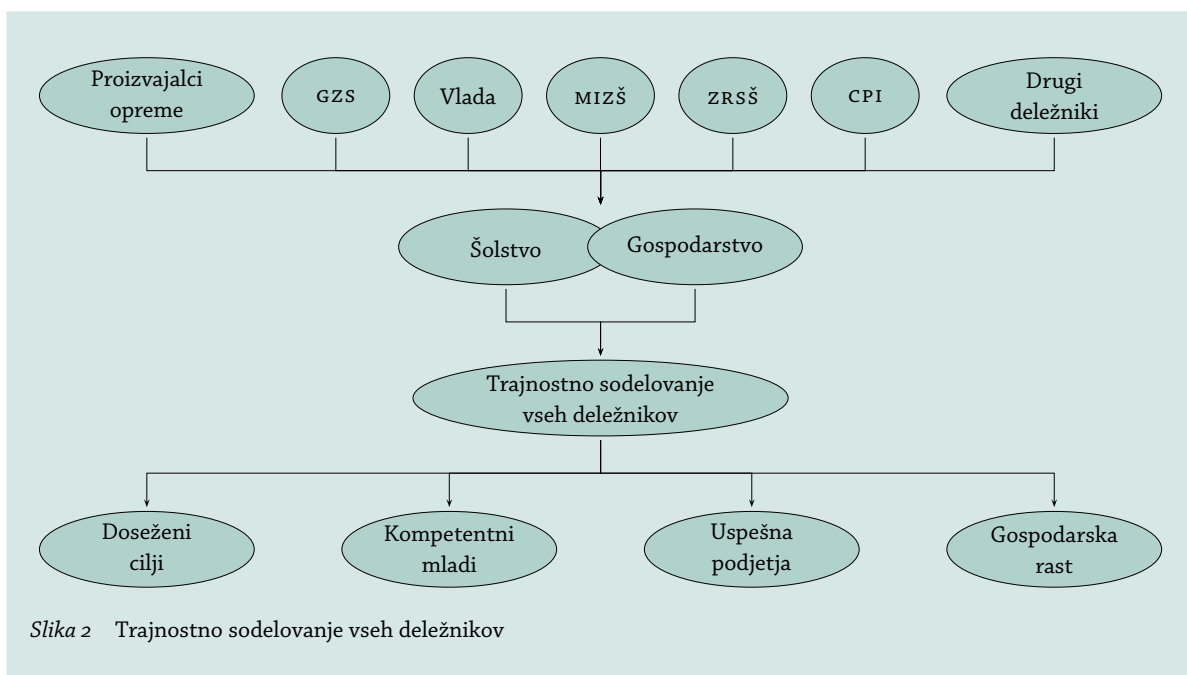 Proizvajalci
opreme
GZS
Vlada
MIZŠ
ZRSŠ
CPI
Drugi
deležniki
Šolstvo
Gospodarstvo
Trajnostno sodelovanje
vseh deležnikov
Doseženi
cilji
Kompetentni
mladi
Uspešna
podjetja
Gospodarska
rast
Slika 2 Trajnostno sodelovanje vseh deležnikov